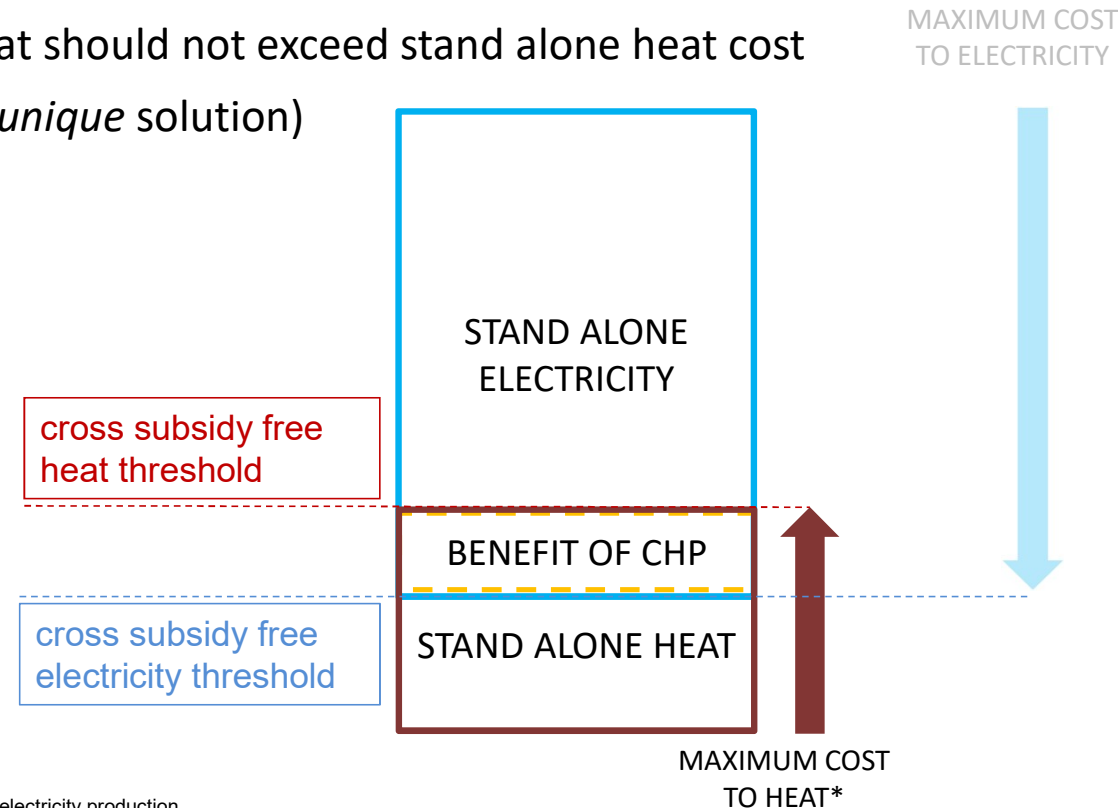 at should not exceed stand alone heat cost
unique solution)
MAXIMUM COST
TO ELECTRICITY
STAND ALONE
ELECTRICITY
cross subsidy free
heat threshold
BENEFIT OF CHP
cross subsidy free
electricity threshold
STAND ALONE HEAT
MAXIMUM COST
TO HEAT*
electricity production